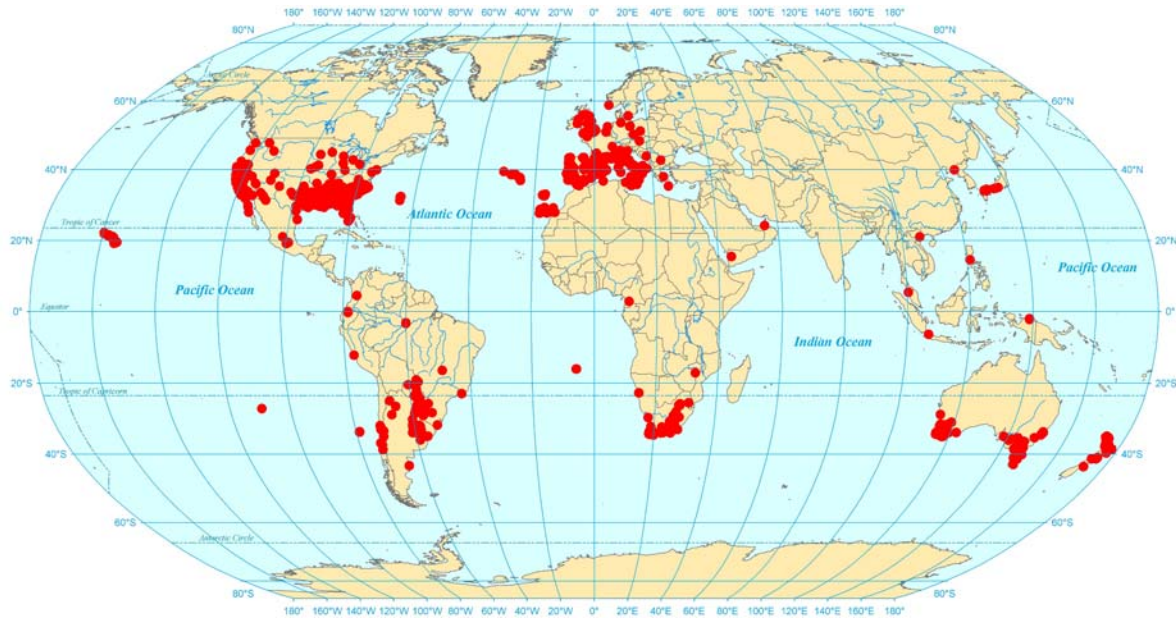 180° 160°W 140°W 120°W 100°W 80°W 60°W 40°W 20°W 0° 20°E 40°E 60°E 80°E 100°E 120°E 140°E 160°E 180°
80°N 80°N
Arctic Circle
60°N 60°N
40°N 40°N
Atlantic Ocean
Tropic of Cancer
20°N 20°N
Pacific Ocean Pacific Ocean
Equator
0° 0°
Indian Ocean
20°S 20°S
Tropic of Capricorn
40°S 40°S
60°S 60°S
Antarctic Circle
80°S 80°S
180° 160°W 140°W 120°W 100°W 80°W 60°W 40°W 20°W 0° 20°E 40°E 60°E 80°E 100°E 120°E 140°E 160°E 180°